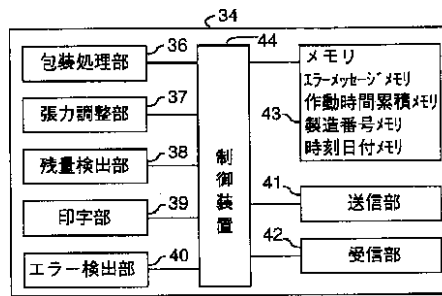 34
包装処理部
36
張力調整部
37
残量検出部
38
印字部
39
エラー検出部
40
44
制御装置
メモリ
エラーメッセージメモリ
作動時間累積メモリ
製造番号メモリ
時刻日付メモリ
43
41
送信部
42
受信部